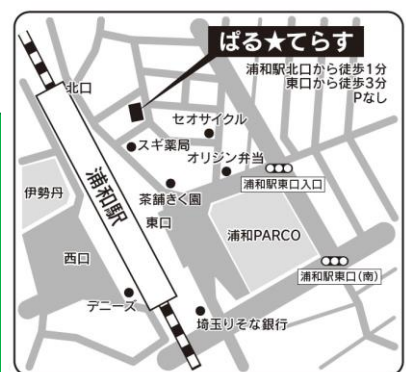 ぱる★てらす
浦和駅北口から徒歩1分
東口から徒歩3分
Pなし
北口
セオサイクル
スギ薬局
オリジン弁当
浦和駅東口入口
伊勢丹
浦和駅
茶舗きく園
東口
浦和PARCO
西口
浦和駅東口(南)
デニーズ
埼玉りそな銀行